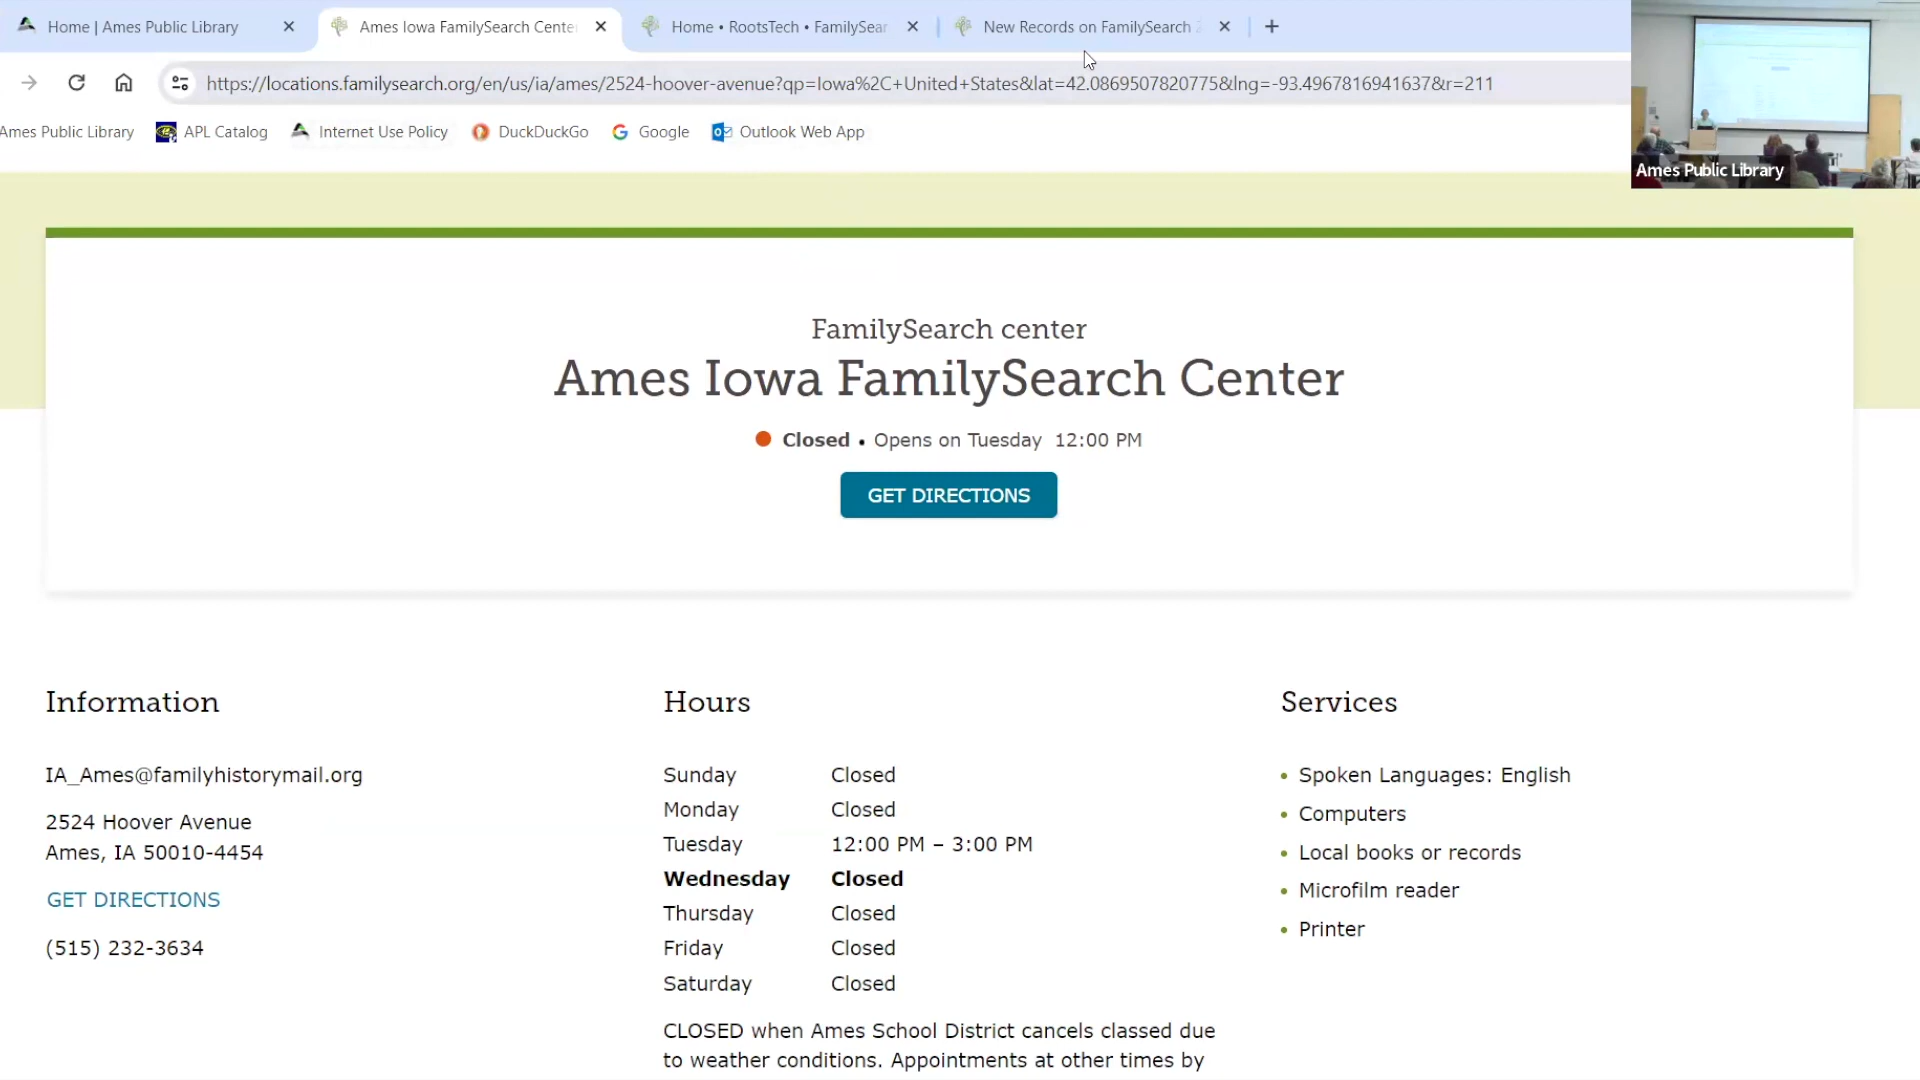 Home | Ames Public Library
Ames Iowa FamilySearch Cente
Home • RootsTech • FamilySear
New Records on FamilySearch
https://locations.familysearch.org/en/us/ia/ames/2524-hoover-avenue?qp=Iowa%2C+United+States&lat=42.0869507820775&lng=-93.4967816941637&r=211
Ames Public Library
APL Catalog
Internet Use Policy
DuckDuckGo
Google
Outlook Web App
Ames Public Library
FamilySearch center
Ames Iowa FamilySearch Center
Closed • Opens on Tuesday 12:00 PM
GET DIRECTIONS
Information
IA_Ames@familyhistorymail.org
2524 Hoover Avenue
Ames, IA 50010-4454
GET DIRECTIONS
(515) 232-3634
Hours
Sunday Closed
Monday Closed
Tuesday 12:00 PM – 3:00 PM
Wednesday Closed
Thursday Closed
Friday Closed
Saturday Closed
CLOSED when Ames School District cancels classed due
to weather conditions. Appointments at other times by
Services
• Spoken Languages: English
• Computers
• Local books or records
• Microfilm reader
• Printer